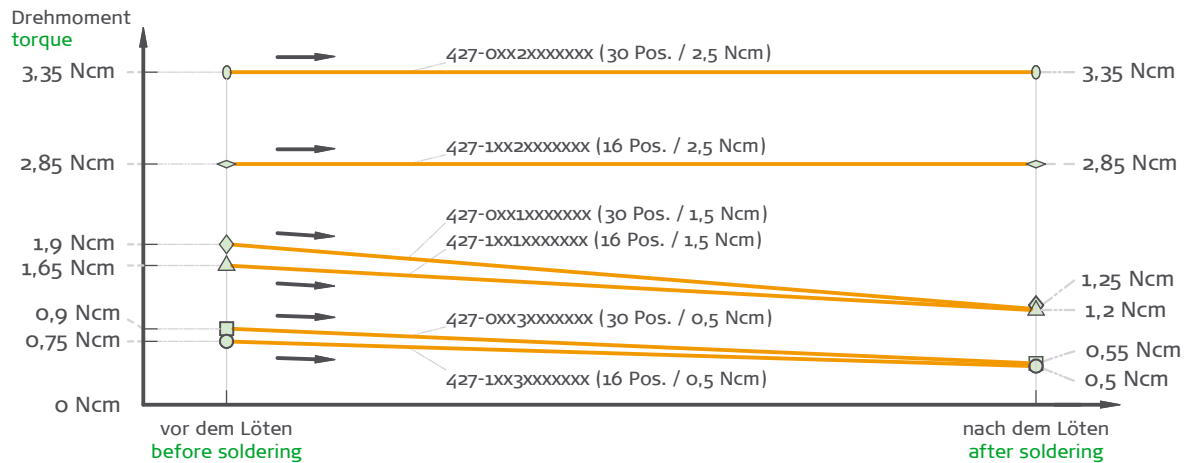 Drehmoment
torque
427-0xx2xxxxxxx (30 Pos. / 2,5 Ncm)
3,35 Ncm
3,35 Ncm
427-1xx2xxxxxxx (16 Pos. / 2,5 Ncm)
2,85 Ncm
2,85 Ncm
427-0xx1xxxxxxx (30 Pos. / 1,5 Ncm)
1,9 Ncm
427-1xx1xxxxxxx (16 Pos. / 1,5 Ncm)
1,65 Ncm
1,25 Ncm
0,9 Ncm
427-0xx3xxxxxxx (30 Pos. / 0,5 Ncm)
1,2 Ncm
0,75 Ncm
0,55 Ncm
427-1xx3xxxxxxx (16 Pos. / 0,5 Ncm)
0,5 Ncm
0 Ncm
vor dem Löten
before soldering
nach dem Löten
after soldering